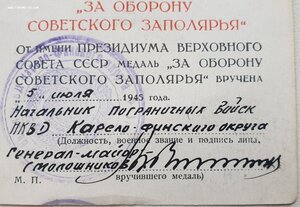 „ЗА ОБОРОНУ
СОВЕТСКОГО ЗАПОЛЯРЬЯ“
От имени ПРЕЗИДИУМА ВЕРХОВНОГО
СОВЕТА СССР медаль „ЗА ОБОРОНУ
СОВЕТСКОГО ЗАПОЛЯРЬЯ“ ВРУЧЕНА
„5„ июля 1945 года.
Начальник пограничных войск
НКВД Карело-финского округа
(Должность, воинское звание и подпись лица,
Генерал-майор-
Молошников
М. П. вручившего медаль)